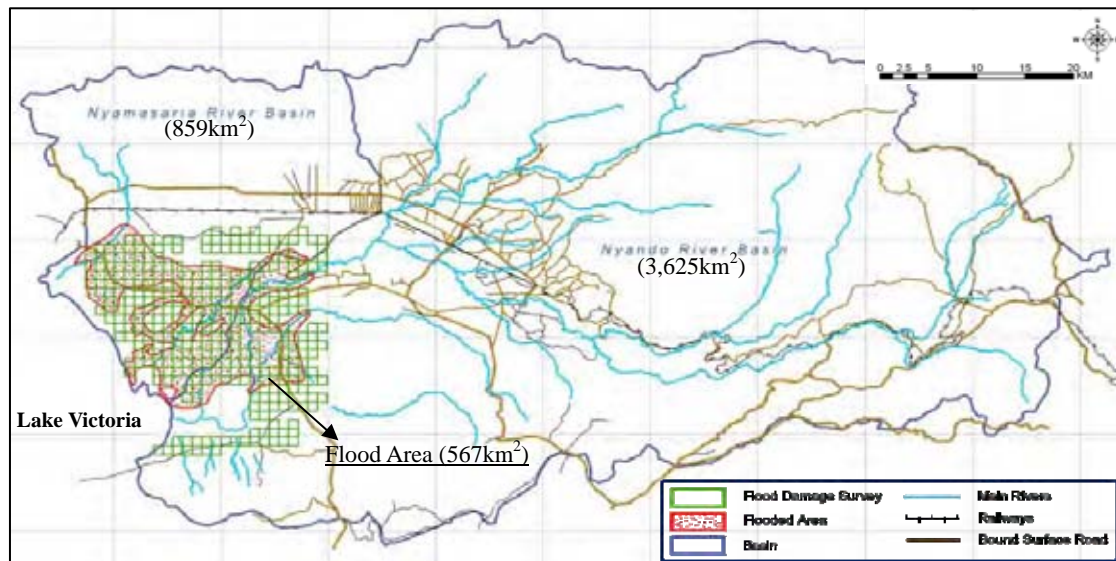 Nyamasaria River Basin
(859km²)
0 2.5 5 10 15 20
KM
N
W E
S
Nyando River Basin
(3,625km²)
Lake Victoria
Flood Area (567km²)
Flood Damage Survey
Flooded Area
Basin
Main Rivers
Railways
Bound Surface Road